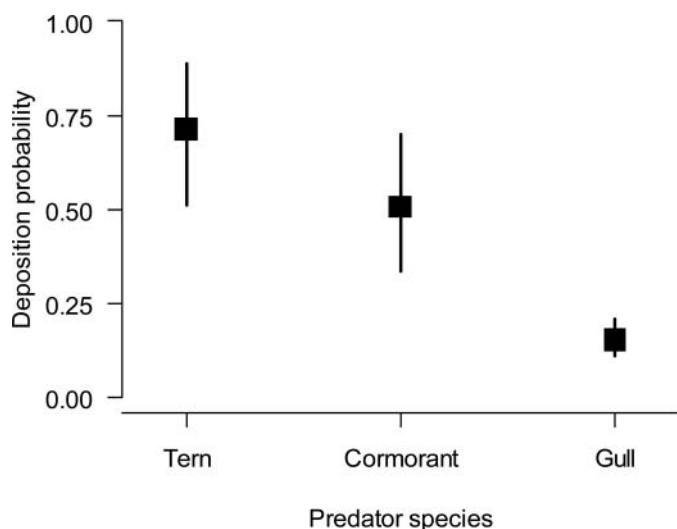 1.00
0.75
0.50
0.25
0.00
Deposition probability
Tern Cormorant Gull
Predator species